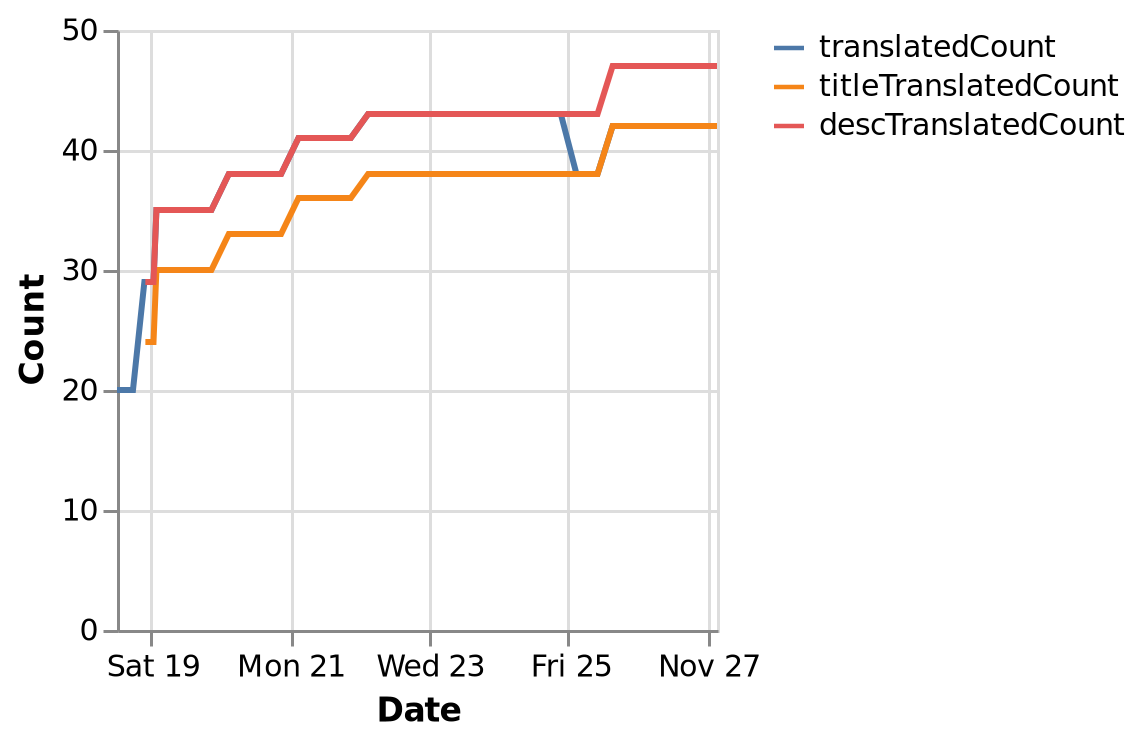 50
40
30
20
10
0
Count
Sat 19 Mon 21 Wed 23 Fri 25 Nov 27
Date
translatedCount
titleTranslatedCount
descTranslatedCount